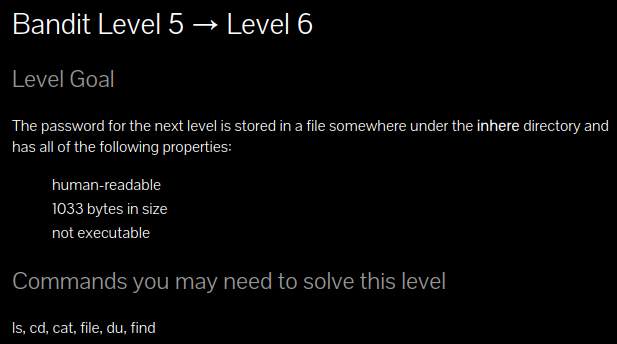 Bandit Level 5 → Level 6
Level Goal
The password for the next level is stored in a file somewhere under the inhere directory and
has all of the following properties:
human-readable
1033 bytes in size
not executable
Commands you may need to solve this level
ls, cd, cat, file, du, find